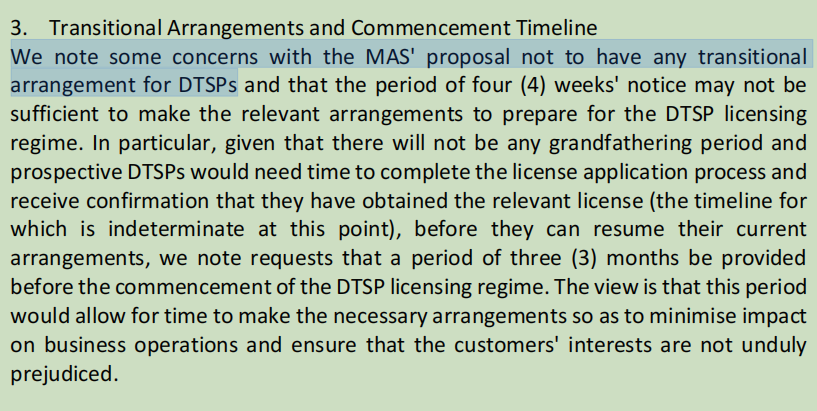 3. Transitional Arrangements and Commencement Timeline
We note some concerns with the MAS' proposal not to have any transitional
arrangement for DTSPs and that the period of four (4) weeks' notice may not be
sufficient to make the relevant arrangements to prepare for the DTSP licensing
regime. In particular, given that there will not be any grandfathering period and
prospective DTSPs would need time to complete the license application process and
receive confirmation that they have obtained the relevant license (the timeline for
which is indeterminate at this point), before they can resume their current
arrangements, we note requests that a period of three (3) months be provided
before the commencement of the DTSP licensing regime. The view is that this period
would allow for time to make the necessary arrangements so as to minimise impact
on business operations and ensure that the customers' interests are not unduly
prejudiced.